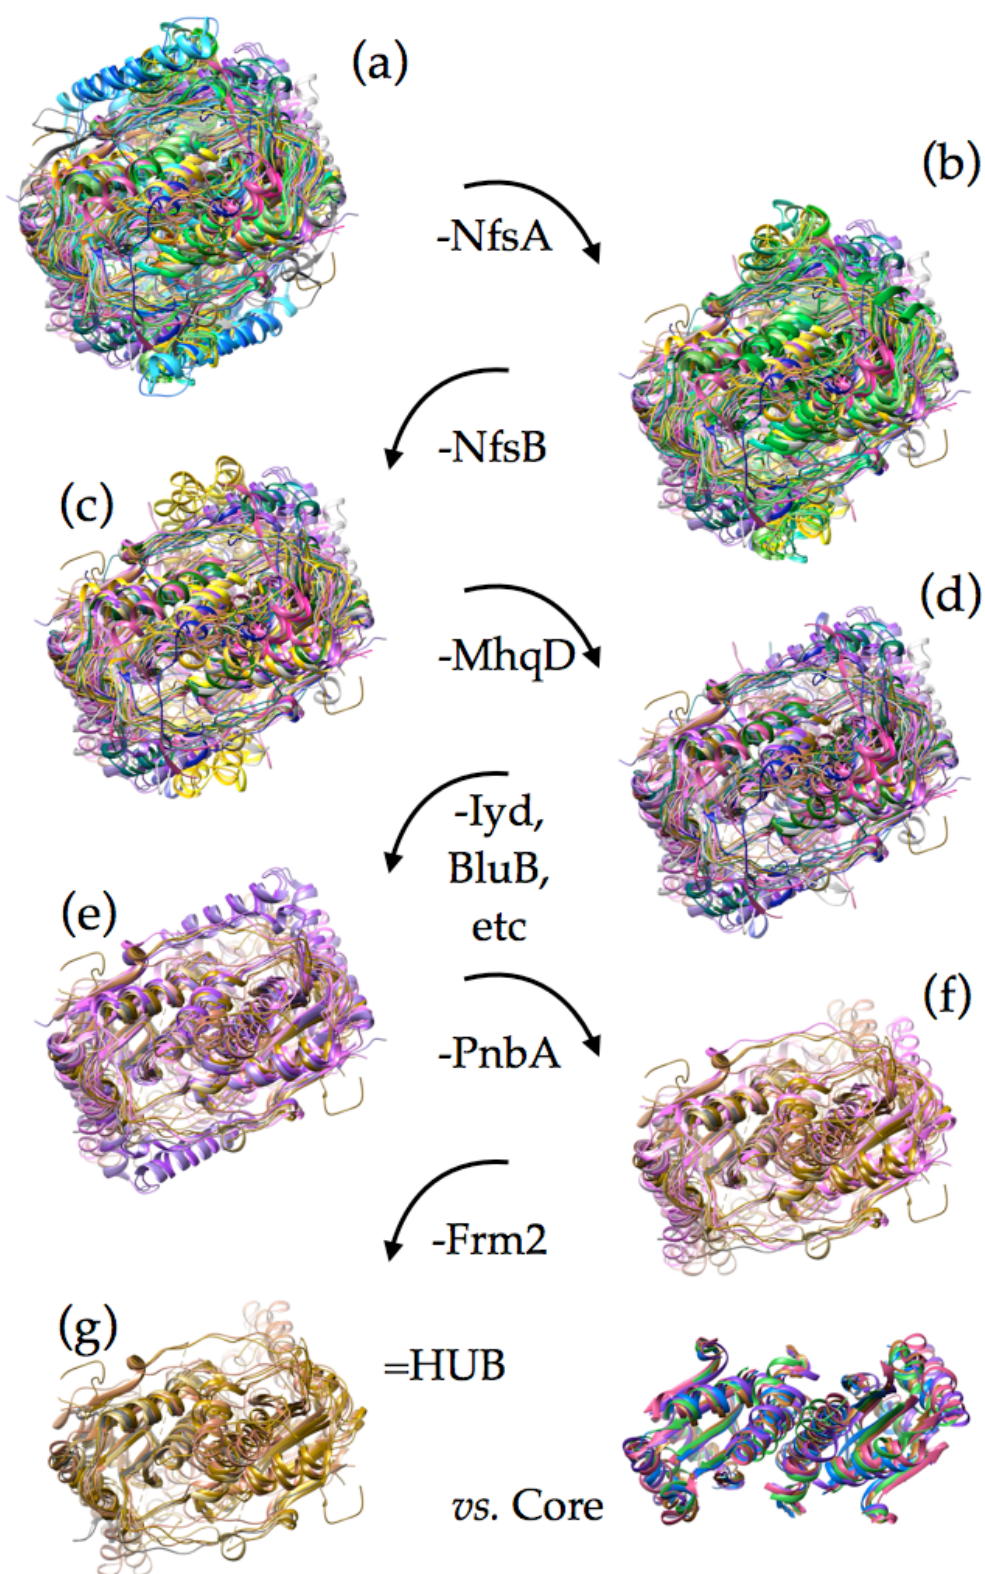 (a)
(b)
-NfsA
-NfsB
(c)
(d)
-MhqD
-Iyd,
BluB,
etc
(e)
(f)
-PnbA
-Frm2
(g)
=HUB
vs. Core